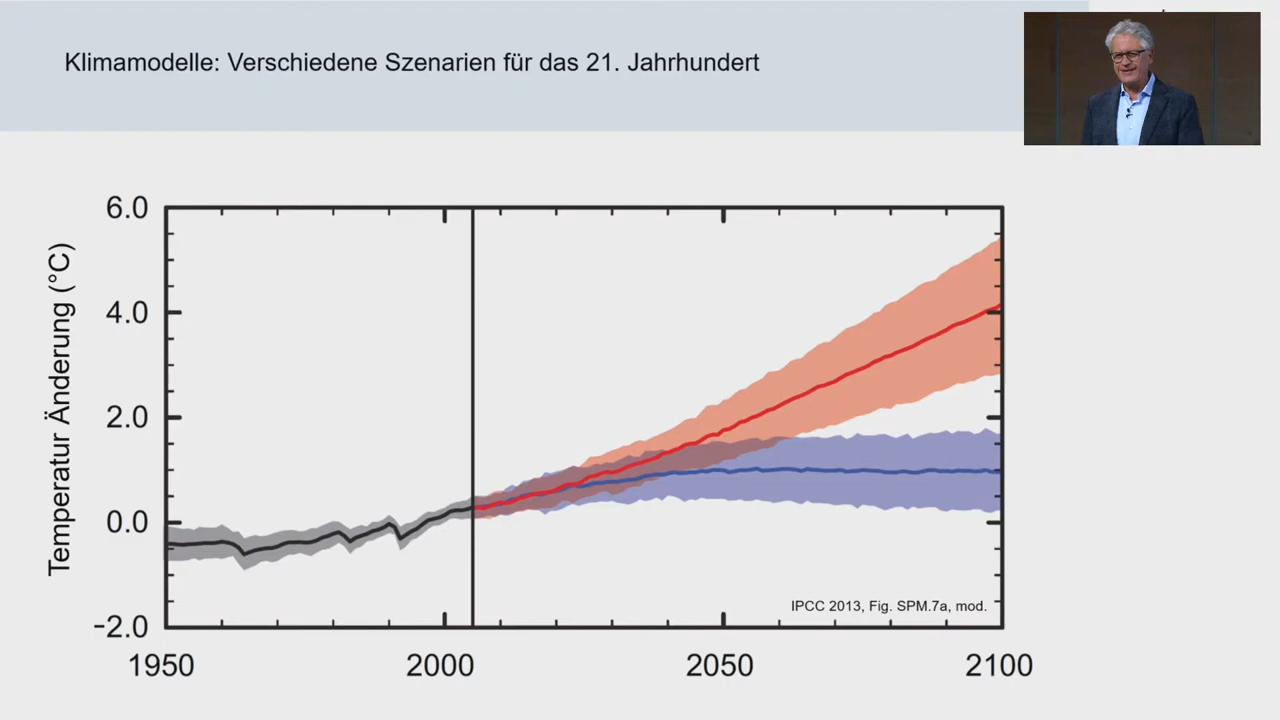 Klimamodelle: Verschiedene Szenarien für das 21. Jahrhundert
Temperatur Änderung (°C)
6.0
4.0
2.0
0.0
−2.0
IPCC 2013, Fig. SPM.7a, mod.
1950 2000 2050 2100